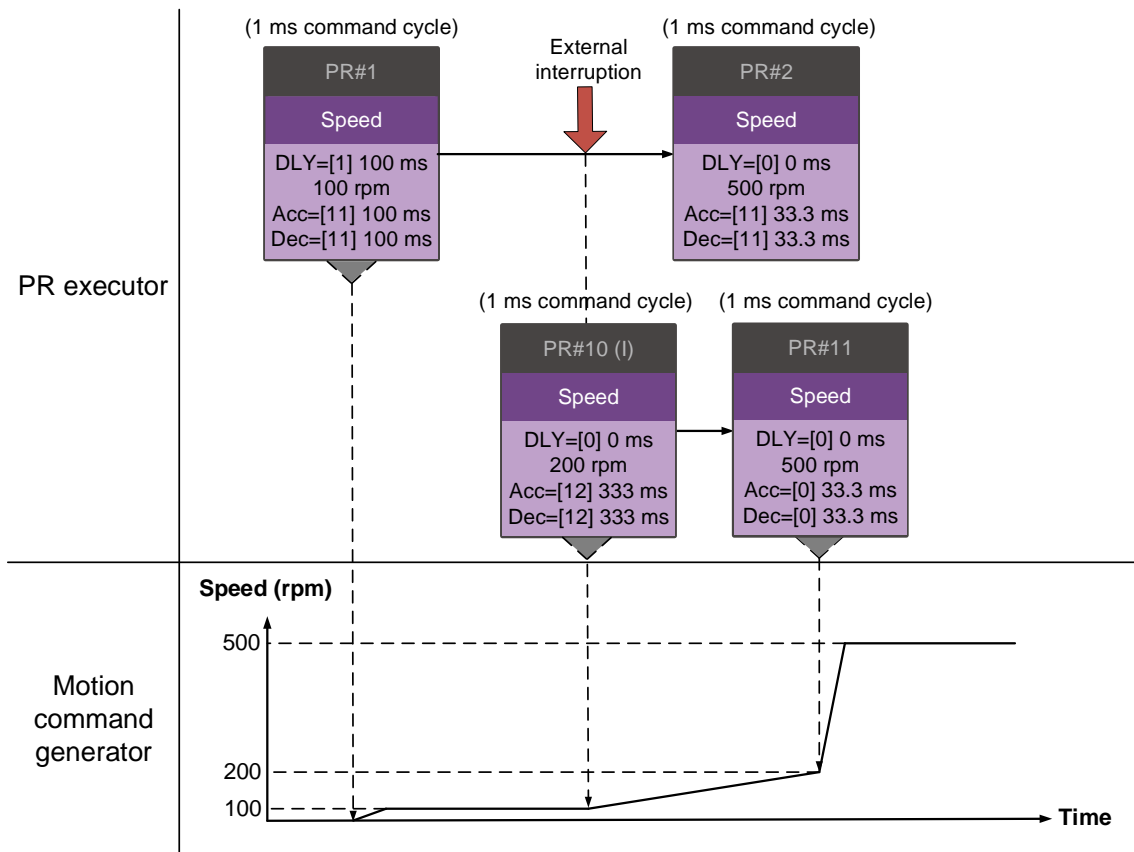 (1 ms command cycle)
External
interruption
(1 ms command cycle)
PR#1
Speed
DLY=[1] 100 ms
100 rpm
Acc=[11] 100 ms
Dec=[11] 100 ms
PR#2
Speed
DLY=[0] 0 ms
500 rpm
Acc=[11] 33.3 ms
Dec=[11] 33.3 ms
PR executor
(1 ms command cycle)
(1 ms command cycle)
PR#10 (I)
Speed
DLY=[0] 0 ms
200 rpm
Acc=[12] 333 ms
Dec=[12] 333 ms
PR#11
Speed
DLY=[0] 0 ms
500 rpm
Acc=[0] 33.3 ms
Dec=[0] 33.3 ms
Motion
command
generator
Speed (rpm)
500
200
100
Time